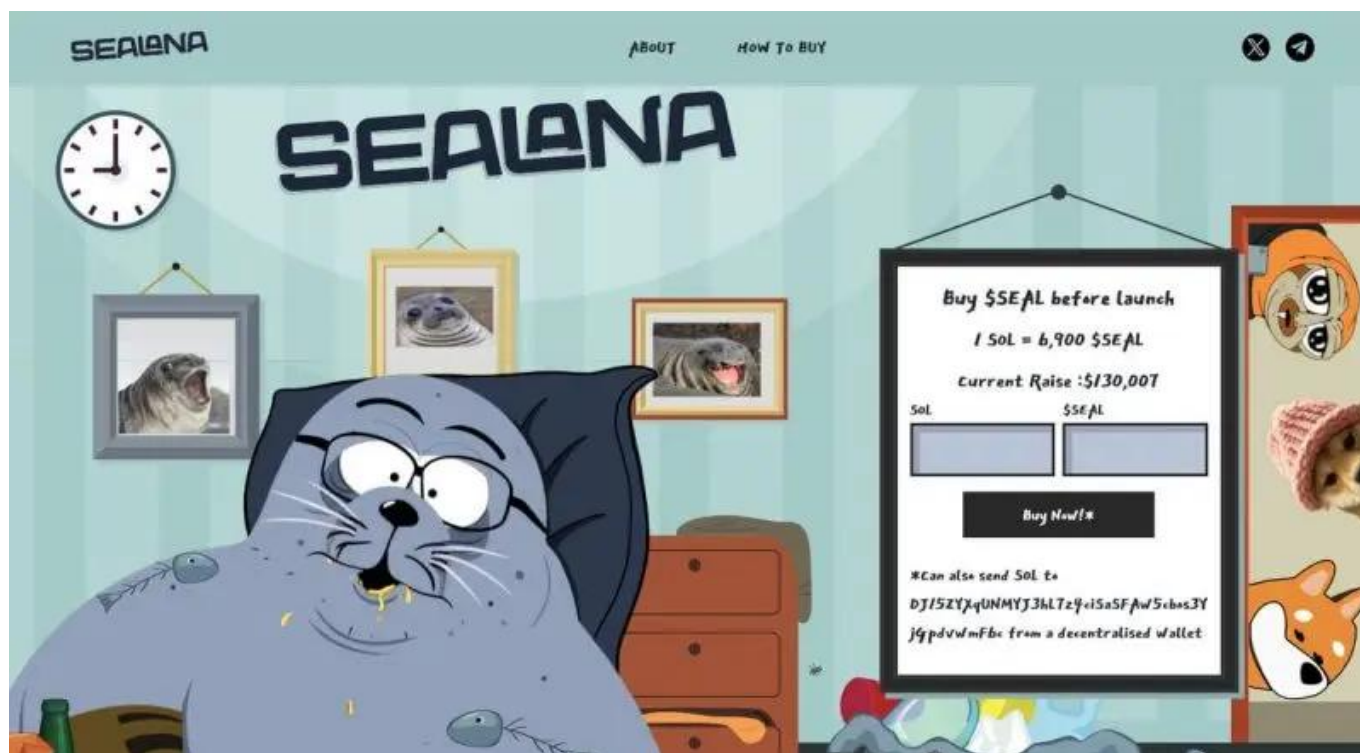 SEALANA
ABOUT
HOW TO BUY
SEALANA
Buy $SEAL before launch
1 SOL = 6,900 $SEAL
Current Raise :$130,007
SOL
$SEAL
Buy Now!*
*Can also send SOL to
from a decentralised wallet